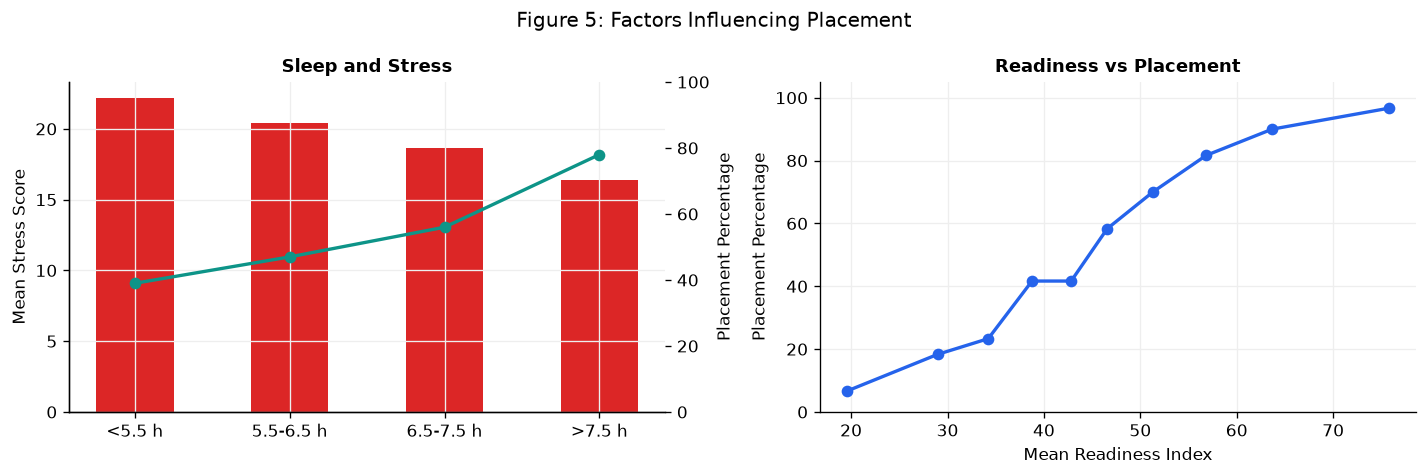 Figure 5: Factors Influencing Placement
Sleep and Stress
Mean Stress Score
20
15
10
5
0
<5.5 h
5.5-6.5 h
6.5-7.5 h
>7.5 h
100
80
60
40
20
0
Placement Percentage
Readiness vs Placement
Placement Percentage
100
80
60
40
20
0
20
30
40
50
60
70
Mean Readiness Index